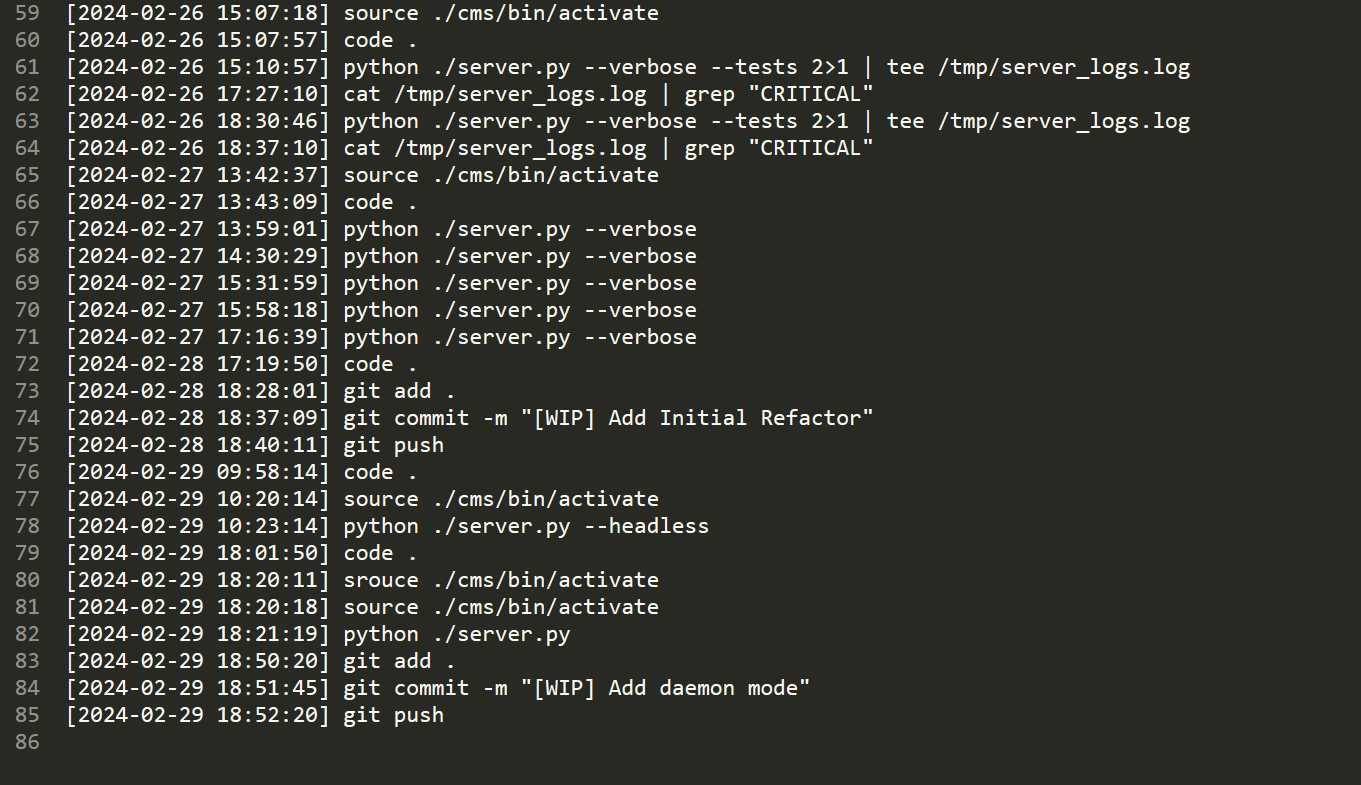 59 [2024-02-26 15:07:18] source ./cms/bin/activate
60 [2024-02-26 15:07:57] code .
61 [2024-02-26 15:10:57] python ./server.py --verbose --tests 2>1 | tee /tmp/server_logs.log
62 [2024-02-26 17:27:10] cat /tmp/server_logs.log | grep "CRITICAL"
63 [2024-02-26 18:30:46] python ./server.py --verbose --tests 2>1 | tee /tmp/server_logs.log
64 [2024-02-26 18:37:10] cat /tmp/server_logs.log | grep "CRITICAL"
65 [2024-02-27 13:42:37] source ./cms/bin/activate
66 [2024-02-27 13:43:09] code .
67 [2024-02-27 13:59:01] python ./server.py --verbose
68 [2024-02-27 14:30:29] python ./server.py --verbose
69 [2024-02-27 15:31:59] python ./server.py --verbose
70 [2024-02-27 15:58:18] python ./server.py --verbose
71 [2024-02-27 17:16:39] python ./server.py --verbose
72 [2024-02-28 17:19:50] code .
73 [2024-02-28 18:28:01] git add .
74 [2024-02-28 18:37:09] git commit -m "[WIP] Add Initial Refactor"
75 [2024-02-28 18:40:11] git push
76 [2024-02-29 09:58:14] code .
77 [2024-02-29 10:20:14] source ./cms/bin/activate
78 [2024-02-29 10:23:14] python ./server.py --headless
79 [2024-02-29 18:01:50] code .
80 [2024-02-29 18:20:11] srouce ./cms/bin/activate
81 [2024-02-29 18:20:18] source ./cms/bin/activate
82 [2024-02-29 18:21:19] python ./server.py
83 [2024-02-29 18:50:20] git add .
84 [2024-02-29 18:51:45] git commit -m "[WIP] Add daemon mode"
85 [2024-02-29 18:52:20] git push
86